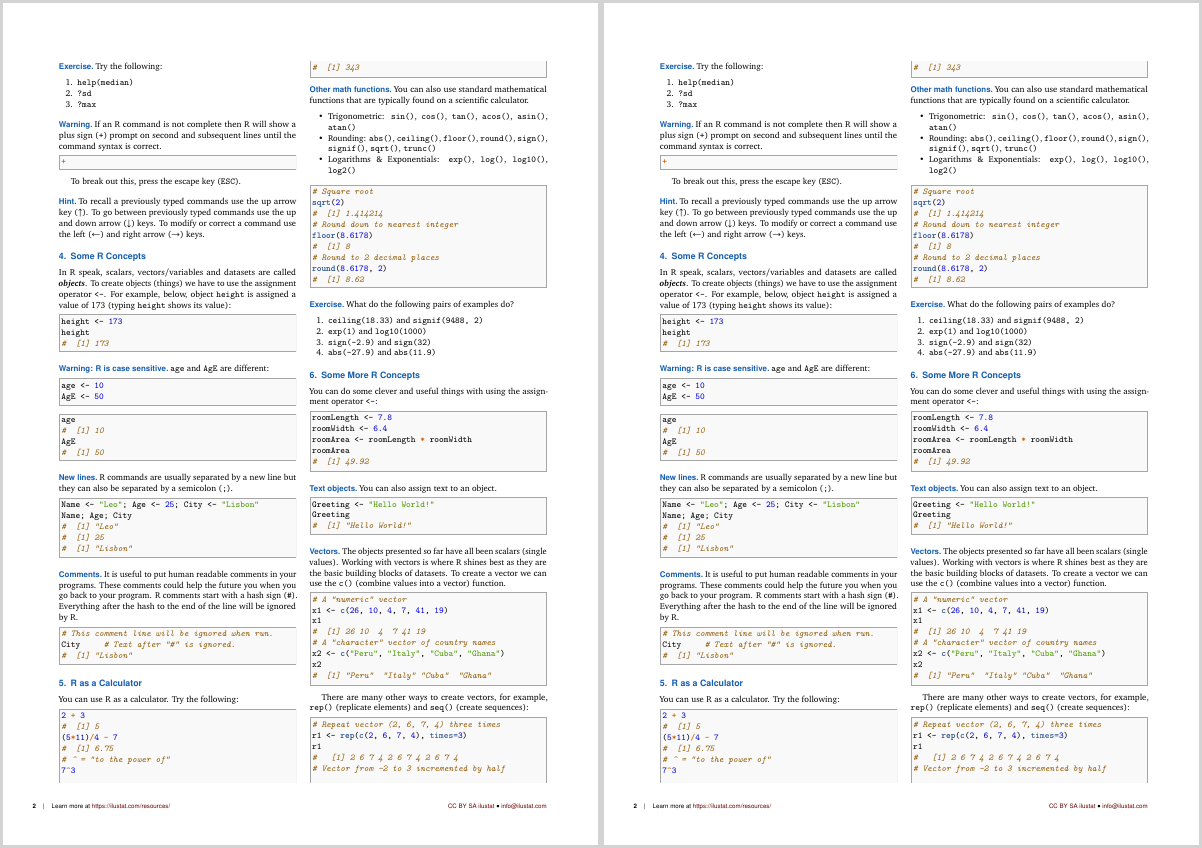 Exercise. Try the following:
1. help(median)
2. ?sd
3. ?max
Warning. If an R command is not complete then R will show a
plus sign (+) prompt on second and subsequent lines until the
command syntax is correct.
+
To break out this, press the escape key (ESC).
Hint. To recall a previously typed commands use the up arrow
key (↑). To go between previously typed commands use the up
and down arrow (↓) keys. To modify or correct a command use
the left (←) and right arrow (→) keys.
4. Some R Concepts
In R speak, scalars, vectors/variables and datasets are called
objects. To create objects (things) we have to use the assignment
operator <-. For example, below, object height is assigned a
value of 173 (typing height shows its value):
height <- 173
height
# [1] 173
Warning: R is case sensitive. age and AgE are different:
age <- 10
AgE <- 50
age
# [1] 10
AgE
# [1] 50
New lines. R commands are usually separated by a new line but
they can also be separated by a semicolon (;).
Name <- "Leo"; Age <- 25; City <- "Lisbon"
Name; Age; City
# [1] "Leo"
# [1] 25
# [1] "Lisbon"
Comments. It is useful to put human readable comments in your
programs. These comments could help the future you when you
go back to your program. R comments start with a hash sign (#).
Everything after the hash to the end of the line will be ignored
by R.
# This comment line will be ignored when run.
City    # Text after "#" is ignored.
# [1] "Lisbon"
5. R as a Calculator
You can use R as a calculator. Try the following:
2 + 3
# [1] 5
(5*11)/4 - 7
# [1] 6.75
# ^ = "to the power of"
7^3
# [1] 343
Other math functions. You can also use standard mathematical
functions that are typically found on a scientific calculator.
• Trigonometric: sin(), cos(), tan(), acos(), asin(),
atan()
• Rounding: abs(), ceiling(), floor(), round(), sign(),
signif(), sqrt(), trunc()
• Logarithms & Exponentials: exp(), log(), log10(),
log2()
# Square root
sqrt(2)
# [1] 1.414214
# Round down to nearest integer
floor(8.6178)
# [1] 8
# Round to 2 decimal places
round(8.6178, 2)
# [1] 8.62
Exercise. What do the following pairs of examples do?
1. ceiling(18.33) and signif(9488, 2)
2. exp(1) and log10(1000)
3. sign(-2.9) and sign(32)
4. abs(-27.9) and abs(11.9)
6. Some More R Concepts
You can do some clever and useful things with using the assign-
ment operator <-:
roomLength <- 7.8
roomWidth <- 6.4
roomArea <- roomLength * roomWidth
roomArea
# [1] 49.92
Text objects. You can also assign text to an object.
Greeting <- "Hello World!"
Greeting
# [1] "Hello World!"
Vectors. The objects presented so far have all been scalars (single
values). Working with vectors is where R shines best as they are
the basic building blocks of datasets. To create a vector we can
use the c() (combine values into a vector) function.
# A "numeric" vector
x1 <- c(26, 10, 4, 7, 41, 19)
x1
# [1] 26 10 4 7 41 19
# A "character" vector of country names
x2 <- c("Peru", "Italy", "Cuba", "Ghana")
x2
# [1] "Peru" "Italy" "Cuba" "Ghana"
There are many other ways to create vectors, for example,
rep() (replicate elements) and seq() (create sequences):
# Repeat vector (2, 6, 7, 4) three times
r1 <- rep(c(2, 6, 7, 4), times=3)
r1
# [1] 2 6 7 4 2 6 7 4 2 6 7 4
# Vector from -2 to 3 incremented by half
2 | Learn more at https://ilustat.com/resources/
CC BY SA ilustat • info@ilustat.com
Exercise. Try the following:
1. help(median)
2. ?sd
3. ?max
Warning. If an R command is not complete then R will show a
plus sign (+) prompt on second and subsequent lines until the
command syntax is correct.
+
To break out this, press the escape key (ESC).
Hint. To recall a previously typed commands use the up arrow
key (↑). To go between previously typed commands use the up
and down arrow (↓) keys. To modify or correct a command use
the left (←) and right arrow (→) keys.
4. Some R Concepts
In R speak, scalars, vectors/variables and datasets are called
objects. To create objects (things) we have to use the assignment
operator <-. For example, below, object height is assigned a
value of 173 (typing height shows its value):
height <- 173
height
# [1] 173
Warning: R is case sensitive. age and AgE are different:
age <- 10
AgE <- 50
age
# [1] 10
AgE
# [1] 50
New lines. R commands are usually separated by a new line but
they can also be separated by a semicolon (;).
Name <- "Leo"; Age <- 25; City <- "Lisbon"
Name; Age; City
# [1] "Leo"
# [1] 25
# [1] "Lisbon"
Comments. It is useful to put human readable comments in your
programs. These comments could help the future you when you
go back to your program. R comments start with a hash sign (#).
Everything after the hash to the end of the line will be ignored
by R.
# This comment line will be ignored when run.
City    # Text after "#" is ignored.
# [1] "Lisbon"
5. R as a Calculator
You can use R as a calculator. Try the following:
2 + 3
# [1] 5
(5*11)/4 - 7
# [1] 6.75
# ^ = "to the power of"
7^3
# [1] 343
Other math functions. You can also use standard mathematical
functions that are typically found on a scientific calculator.
• Trigonometric: sin(), cos(), tan(), acos(), asin(),
atan()
• Rounding: abs(), ceiling(), floor(), round(), sign(),
signif(), sqrt(), trunc()
• Logarithms & Exponentials: exp(), log(), log10(),
log2()
# Square root
sqrt(2)
# [1] 1.414214
# Round down to nearest integer
floor(8.6178)
# [1] 8
# Round to 2 decimal places
round(8.6178, 2)
# [1] 8.62
Exercise. What do the following pairs of examples do?
1. ceiling(18.33) and signif(9488, 2)
2. exp(1) and log10(1000)
3. sign(-2.9) and sign(32)
4. abs(-27.9) and abs(11.9)
6. Some More R Concepts
You can do some clever and useful things with using the assign-
ment operator <-:
roomLength <- 7.8
roomWidth <- 6.4
roomArea <- roomLength * roomWidth
roomArea
# [1] 49.92
Text objects. You can also assign text to an object.
Greeting <- "Hello World!"
Greeting
# [1] "Hello World!"
Vectors. The objects presented so far have all been scalars (single
values). Working with vectors is where R shines best as they are
the basic building blocks of datasets. To create a vector we can
use the c() (combine values into a vector) function.
# A "numeric" vector
x1 <- c(26, 10, 4, 7, 41, 19)
x1
# [1] 26 10 4 7 41 19
# A "character" vector of country names
x2 <- c("Peru", "Italy", "Cuba", "Ghana")
x2
# [1] "Peru" "Italy" "Cuba" "Ghana"
There are many other ways to create vectors, for example,
rep() (replicate elements) and seq() (create sequences):
# Repeat vector (2, 6, 7, 4) three times
r1 <- rep(c(2, 6, 7, 4), times=3)
r1
# [1] 2 6 7 4 2 6 7 4 2 6 7 4
# Vector from -2 to 3 incremented by half
2 | Learn more at https://ilustat.com/resources/
CC BY SA ilustat • info@ilustat.com